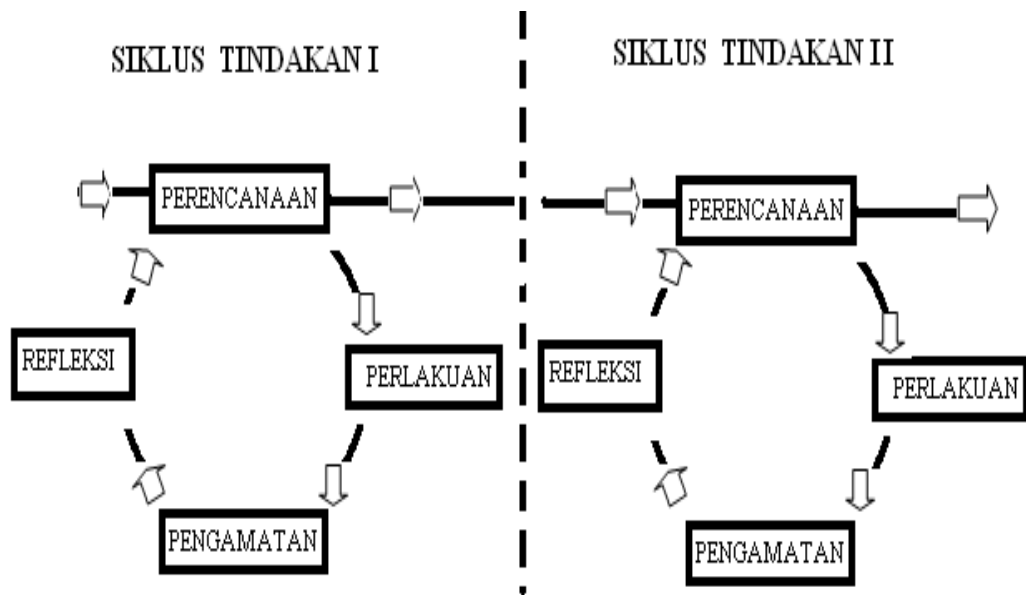 SIKLUS TINDAKAN I
PERENCANAAN
PERLAKUAN
PENGAMATAN
REFLEKSI
SIKLUS TINDAKAN II
PERENCANAAN
PERLAKUAN
PENGAMATAN
REFLEKSI